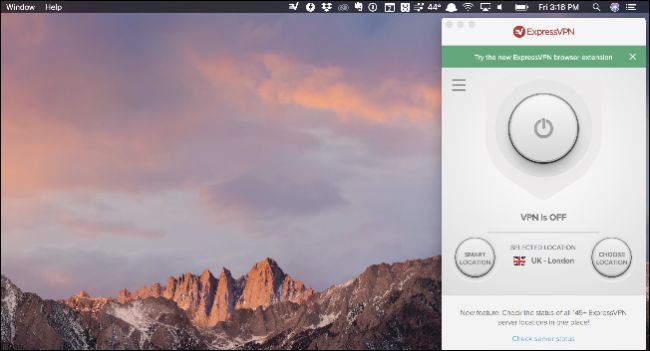 Window Help 44° Fri 3:18 PM
ExpressVPN
Try the new ExpressVPN browser extension
VPN is OFF
SMART
LOCATION
SELECTED LOCATION
UK - London
CHOOSE
LOCATION
New feature: Check the status of all 145+ ExpressVPN
server locations in one place!
Check server status